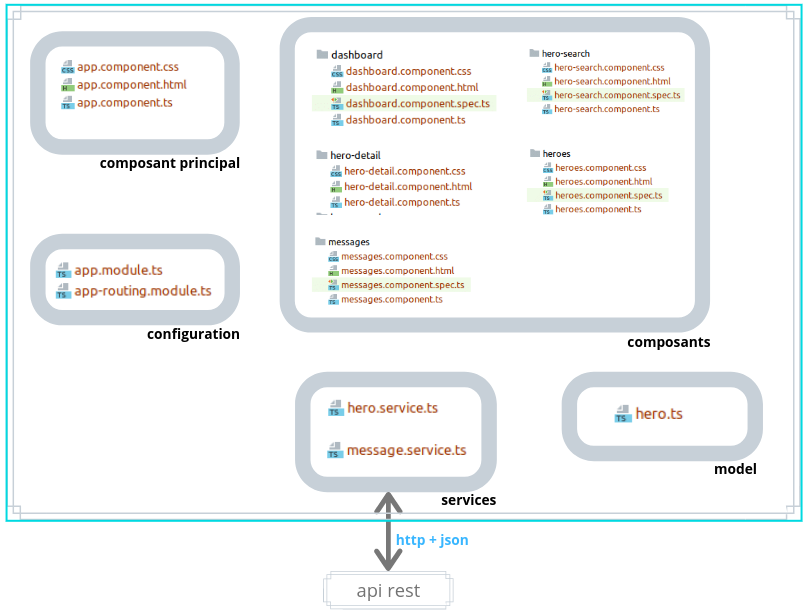 app.component.css
app.component.html
app.component.ts
composant principal
app.module.ts
app-routing.module.ts
configuration
dashboard
dashboard.component.css
dashboard.component.html
dashboard.component.spec.ts
dashboard.component.ts
hero-detail
hero-detail.component.css
hero-detail.component.html
hero-detail.component.ts
messages
messages.component.css
messages.component.html
messages.component.spec.ts
messages.component.ts
hero-search
hero-search.component.css
hero-search.component.html
hero-search.component.spec.ts
hero-search.component.ts
heroes
heroes.component.css
heroes.component.html
heroes.component.spec.ts
heroes.component.ts
composants
hero.service.ts
message.service.ts
services
hero.ts
model
http + json
api rest